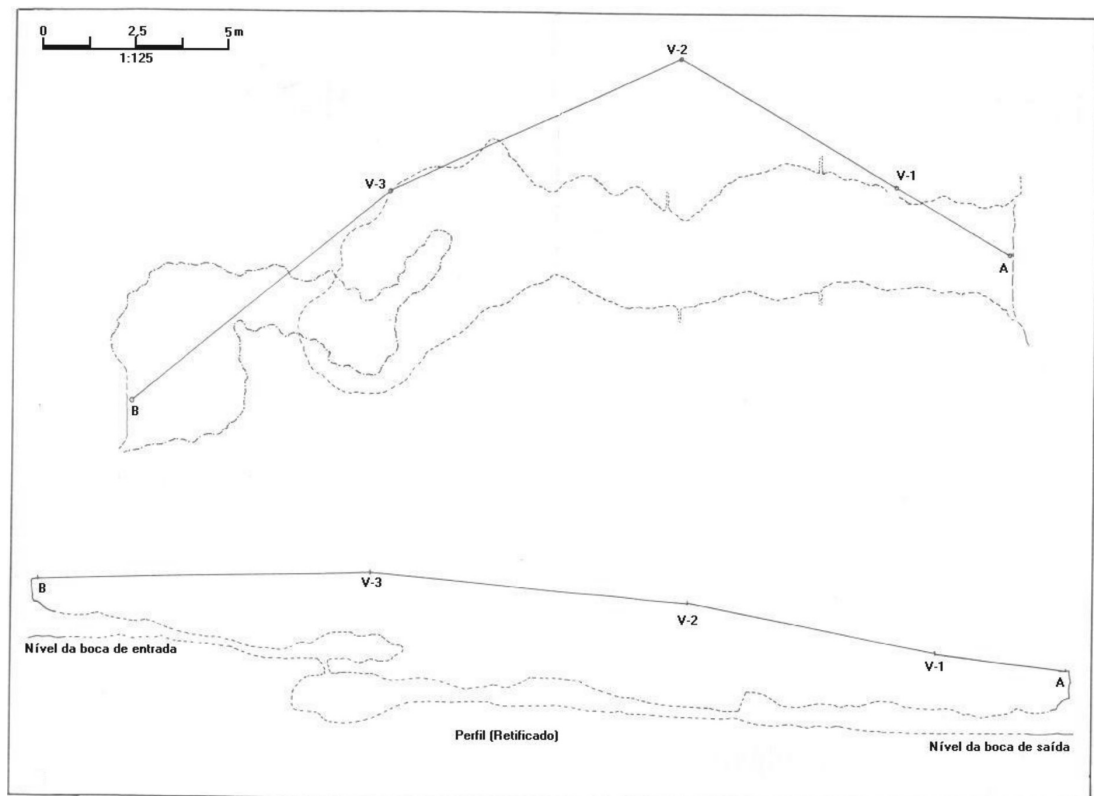 0 2,5 5 m
1:125
V-2
V-3
V-1
A
B
B
V-3
V-2
V-1
A
Nível da boca de entrada
Perfil (Retificado)
Nível da boca de saída